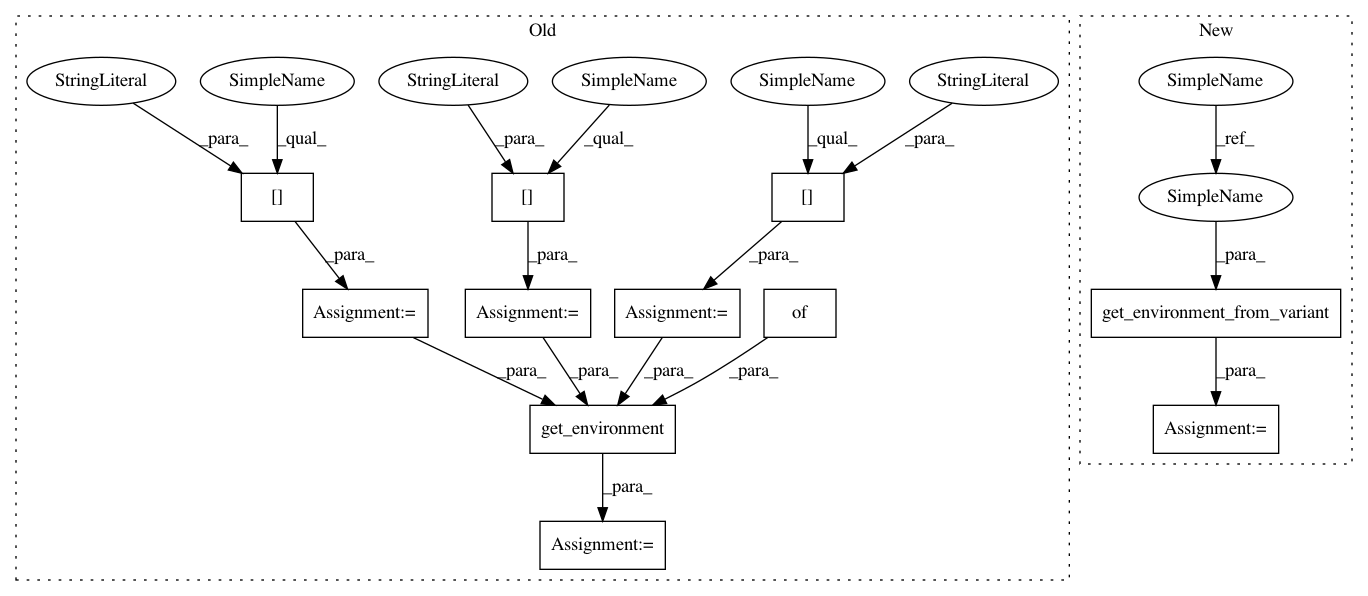 Old
New
StringLiteral
SimpleName
StringLiteral
SimpleName
SimpleName
StringLiteral
SimpleName
_para_
_qual_
_para_
_qual_
_qual_
_para_
_ref_
[]
[]
[]
SimpleName
_para_
_para_
_para_
_para_
Assignment:=
Assignment:=
Assignment:=
of
get_environment_from_variant
_para_
_para_
_para_
_para_
_para_
get_environment
Assignment:=
_para_
Assignment:=